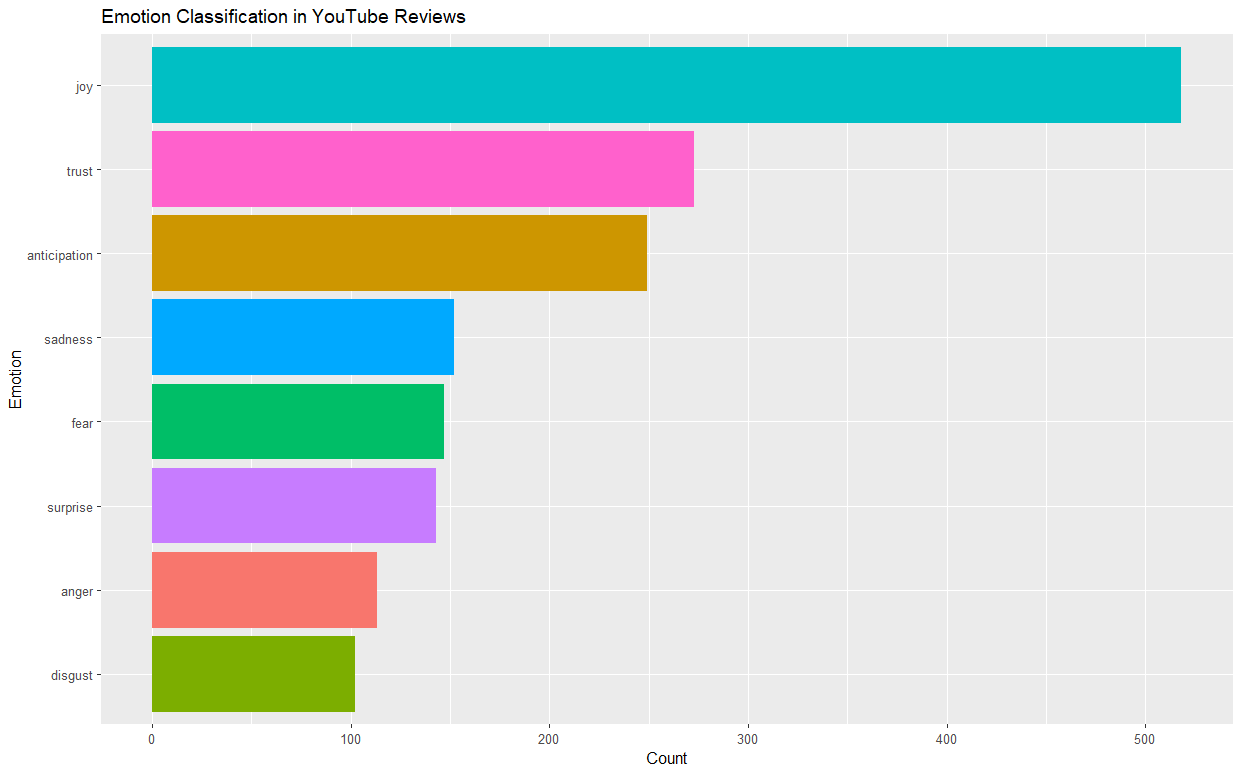 Emotion Classification in YouTube Reviews
joy
trust
anticipation
sadness
fear
surprise
anger
disgust
Emotion
0 100 200 300 400 500
Count